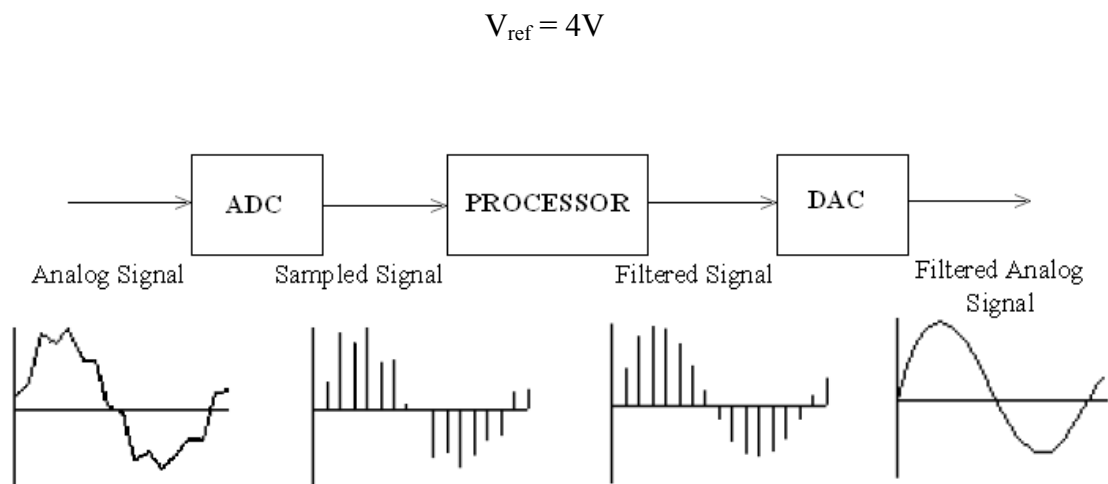 Vref = 4V
ADC
PROCESSOR
DAC
Analog Signal
Sampled Signal
Filtered Signal
Filtered Analog
Signal